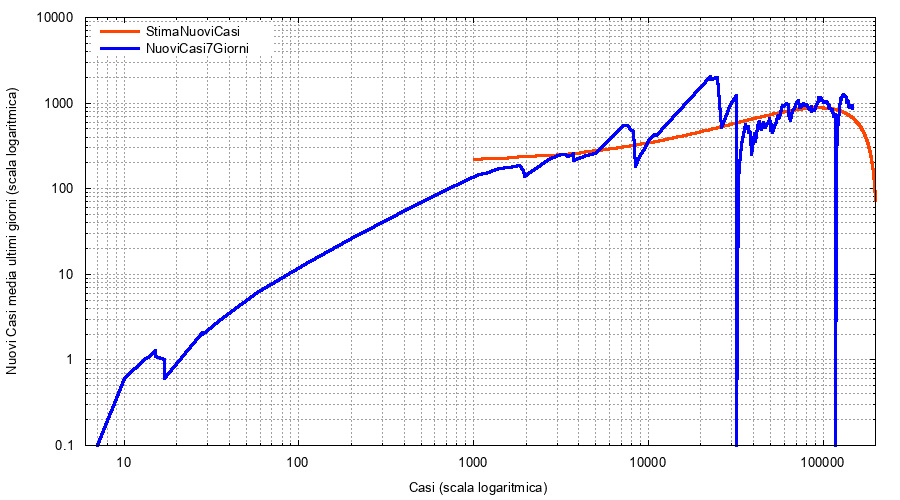 10000
1000
100
10
1
0.1
StimaNuoviCasi
NuoviCasi7Giorni
Nuovi Casi media ultimi giorni (scala logaritmica)
10
100
1000
10000
100000
Casi (scala logaritmica)